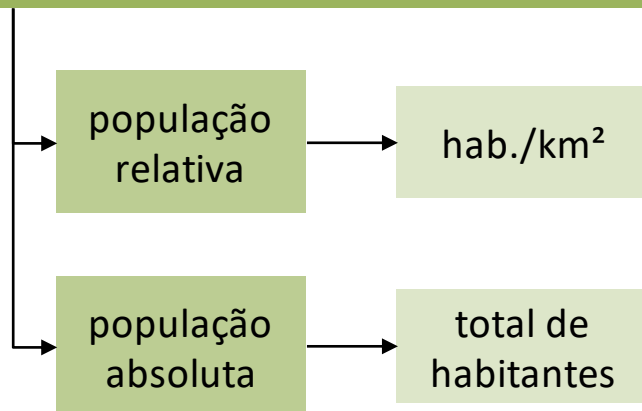 população
relativa
hab./km²
população
absoluta
total de
habitantes